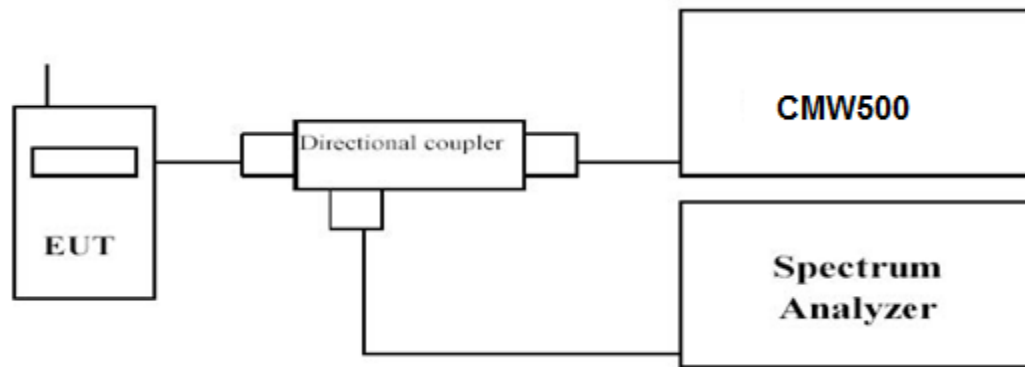 CMW500
Directional coupler
EUT
Spectrum
Analyzer